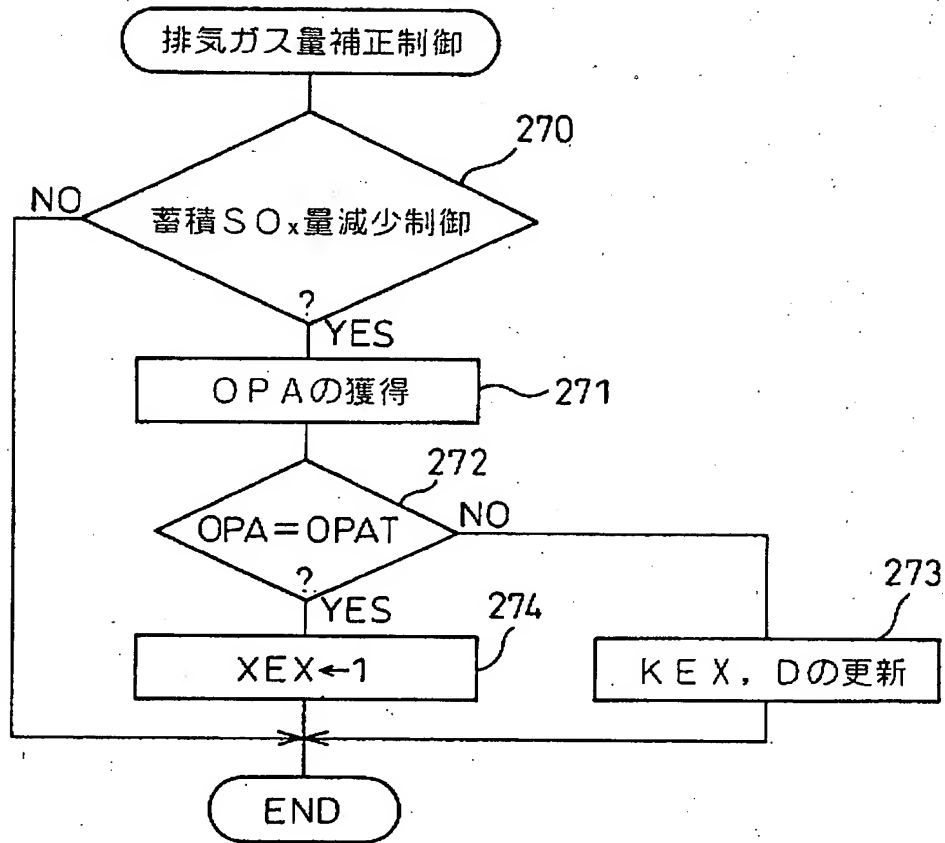 排気ガス量補正制御
270
NO
蓄積SOₓ量減少制御
?
YES
OPAの獲得
271
272
OPA=OPAT
NO
?
YES
273
274
XEX←1
KEX,Dの更新
END